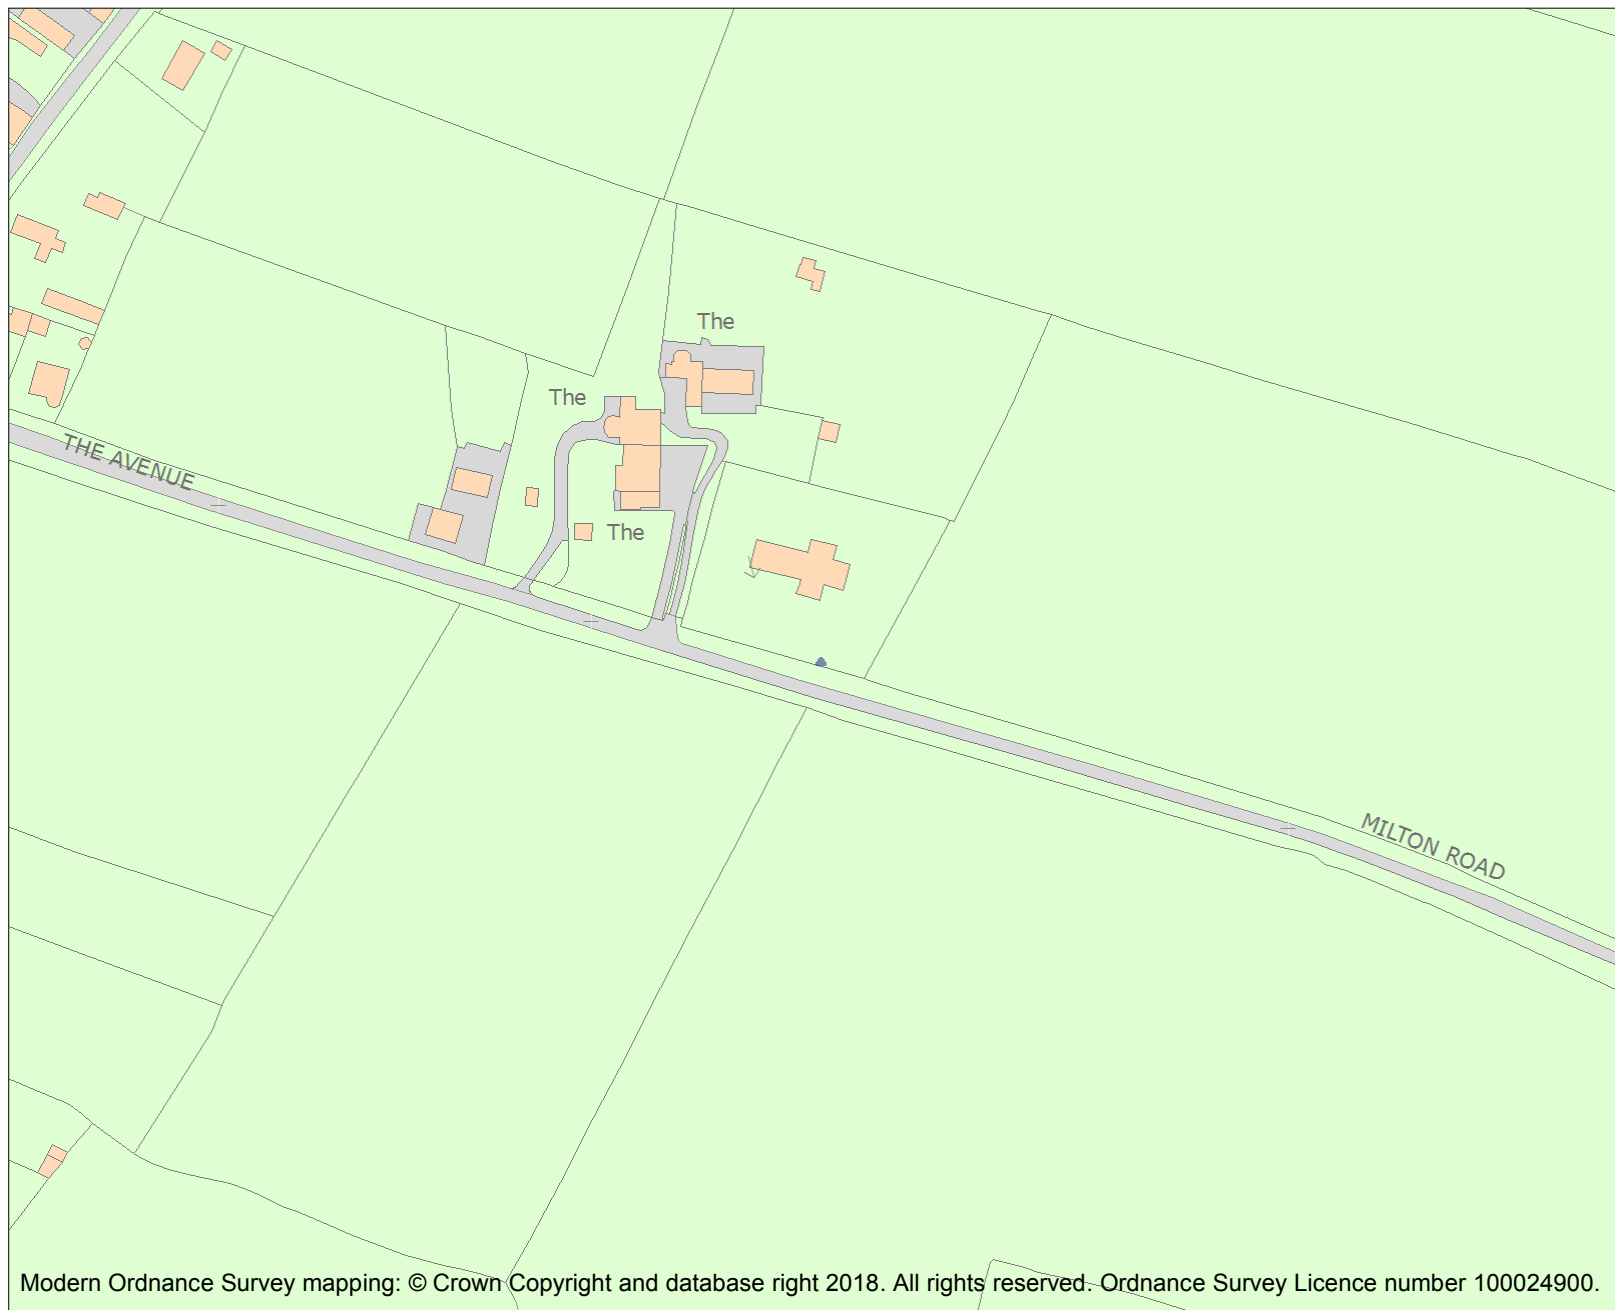 The
The
THE AVENUE
The
MILTON ROAD
Modern Ordnance Survey mapping: © Crown Copyright and database right 2018. All rights reserved. Ordnance Survey Licence number 100024900.